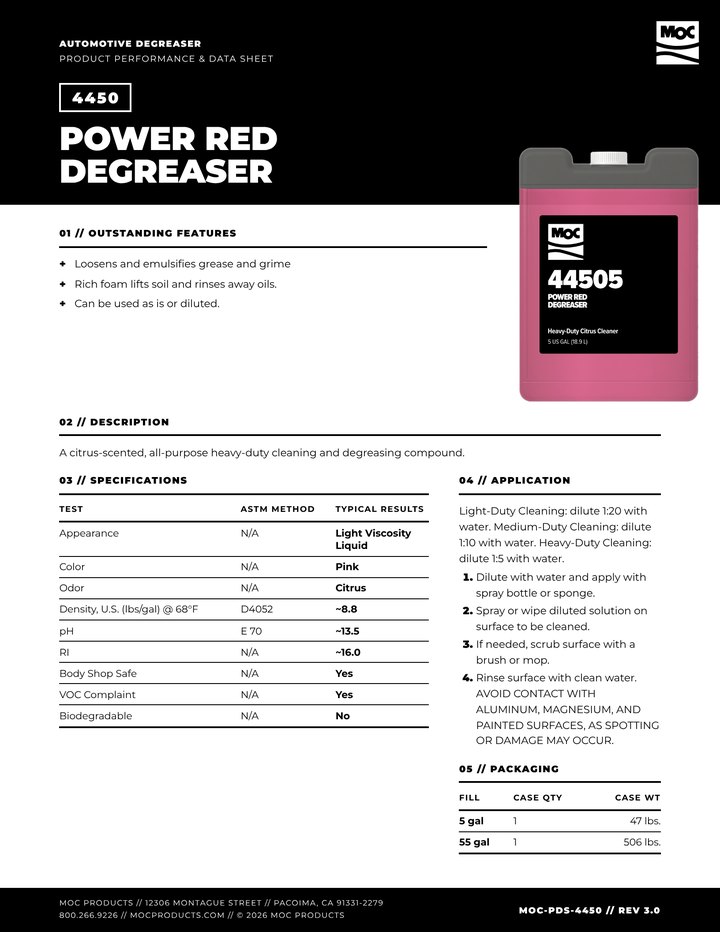 AUTOMOTIVE DEGREASER
PRODUCT PERFORMANCE & DATA SHEET
MOC
4450
POWER RED
DEGREASER
01 // OUTSTANDING FEATURES
+ Loosens and emulsifies grease and grime
+ Rich foam lifts soil and rinses away oils.
+ Can be used as is or diluted.
MOC
44505
POWER RED
DEGREASER
Heavy-Duty Citrus Cleaner
5 US GAL (18.9 L)
02 // DESCRIPTION
A citrus-scented, all-purpose heavy-duty cleaning and degreasing compound.
03 // SPECIFICATIONS
TEST ASTM METHOD TYPICAL RESULTS
Appearance N/A Light Viscosity
Liquid
Color N/A Pink
Odor N/A Citrus
Density, U.S. (lbs/gal) @ 68°F D4052 ~8.8
pH E 70 ~13.5
RI N/A ~16.0
Body Shop Safe N/A Yes
VOC Complaint N/A Yes
Biodegradable N/A No
04 // APPLICATION
Light-Duty Cleaning: dilute 1:20 with
water. Medium-Duty Cleaning: dilute
1:10 with water. Heavy-Duty Cleaning:
dilute 1:5 with water.
1. Dilute with water and apply with
spray bottle or sponge.
2. Spray or wipe diluted solution on
surface to be cleaned.
3. If needed, scrub surface with a
brush or mop.
4. Rinse surface with clean water.
AVOID CONTACT WITH
ALUMINUM, MAGNESIUM, AND
PAINTED SURFACES, AS SPOTTING
OR DAMAGE MAY OCCUR.
05 // PACKAGING
FILL CASE QTY CASE WT
5 gal 1 47 lbs.
55 gal 1 506 lbs.
MOC PRODUCTS // 12306 MONTAGUE STREET // PACOIMA, CA 91331-2279
800.266.9226 // MOCPRODUCTS.COM // © 2026 MOC PRODUCTS
MOC-PDS-4450 // REV 3.0